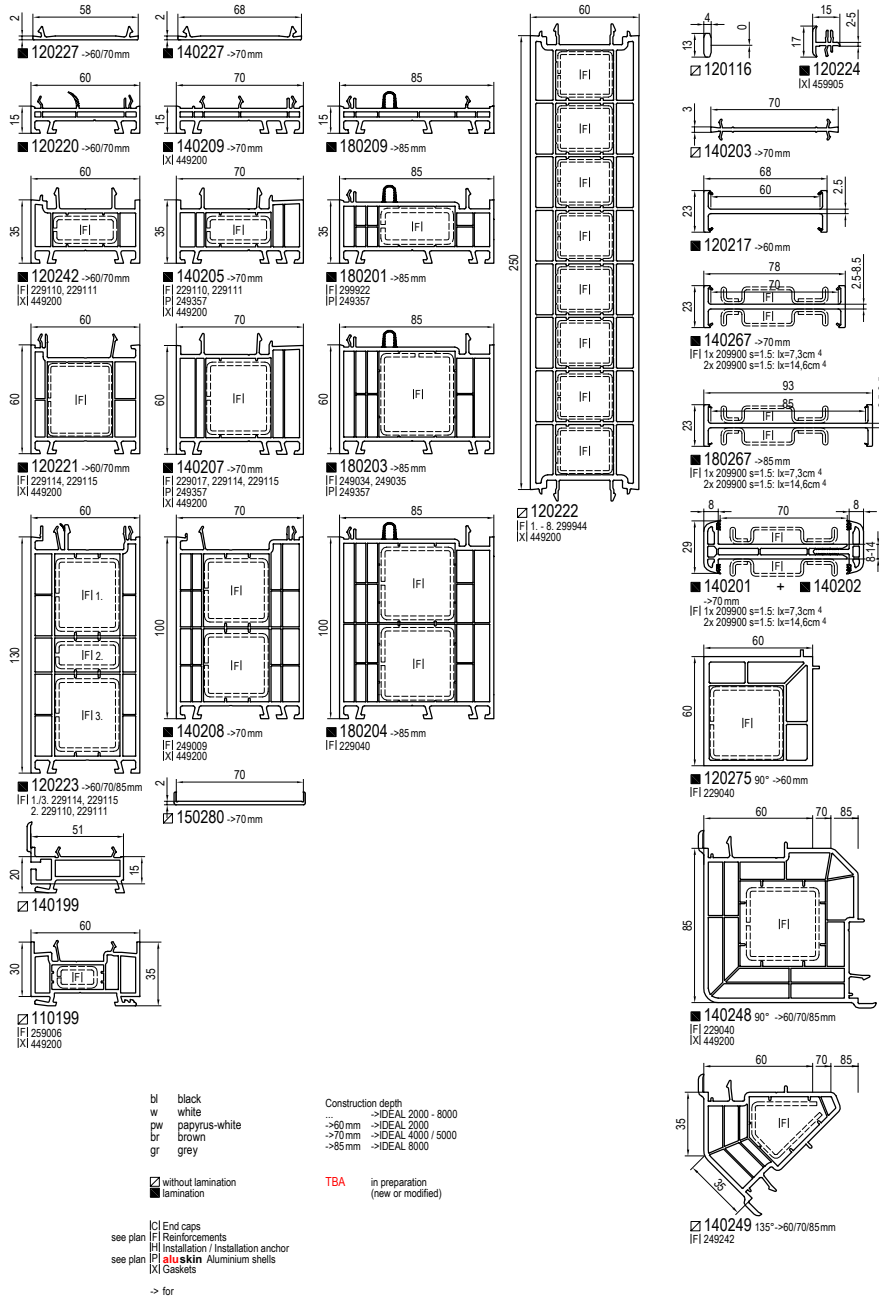 58
2
120227 ->60/70mm
68
2
140227 ->70mm
60
15
120220 ->60/70mm
70
15
140209 ->70mm
|X| 449200
85
15
180209 ->85mm
60
35
|F|
120242 ->60/70mm
|F| 229110, 229111
|X| 449200
70
35
|F|
140205 ->70mm
|F| 229110, 229111
|P| 249357
|X| 449200
85
35
|F|
180201 ->85mm
|F| 299922
|P| 249357
60
60
|F|
120221 ->60/70mm
|F| 229114, 229115
|X| 449200
70
60
|F|
140207 ->70mm
|F| 229017, 229114, 229115
|P| 249357
|X| 449200
85
60
|F|
180203 ->85mm
|F| 249034, 249035
|P| 249357
60
130
|F| 1.
|F| 2.
|F| 3.
120223 ->60/70/85mm
|F| 1./3. 229114, 229115
2. 229110, 229111
70
100
|F|
|F|
140208 ->70mm
|F| 249009
|X| 449200
85
100
|F|
|F|
180204 ->85mm
|F| 229040
70
2
150280 ->70mm
51
20
15
140199
60
30
35
|F|
110199
|F| 259006
|X| 449200
60
250
|F|
|F|
|F|
|F|
|F|
|F|
|F|
|F|
120222
|F| 1. - 8. 299944
|X| 449200
4
13
0
120116
15
17
2-5
120224
|X| 459905
70
3
140203 ->70mm
68
60
23
2.5
120217 ->60mm
78
70
23
2.5-8.5
|F|
|F|
140267 ->70mm
|F| 1x 209900 s=1.5: Ix=7,3cm 4
2x 209900 s=1.5: Ix=14,6cm 4
93
85
23
|F|
|F|
180267 ->85mm
|F| 1x 209900 s=1.5: Ix=7,3cm 4
2x 209900 s=1.5: Ix=14,6cm 4
8 70 8
29
8-14
|F|
|F|
140201 + 140202
->70mm
|F| 1x 209900 s=1.5: Ix=7,3cm 4
2x 209900 s=1.5: Ix=14,6cm 4
60
60
|F|
120275 90° ->60mm
|F| 229040
60 70 85
85
|F|
140248 90° ->60/70/85mm
|F| 229040
|X| 449200
60 70 85
35
35
|F|
140249 135°->60/70/85mm
|F| 249242
bl black
w white
pw papyrus-white
br brown
gr grey
without lamination
lamination
|C| End caps
see plan |F| Reinforcements
|H| Installation / Installation anchor
see plan |P| aluskin Aluminium shells
|X| Gaskets
-> for
Construction depth
... ->IDEAL 2000 - 8000
->60mm ->IDEAL 2000
->70mm ->IDEAL 4000 / 5000
->85mm ->IDEAL 8000
TBA in preparation
(new or modified)